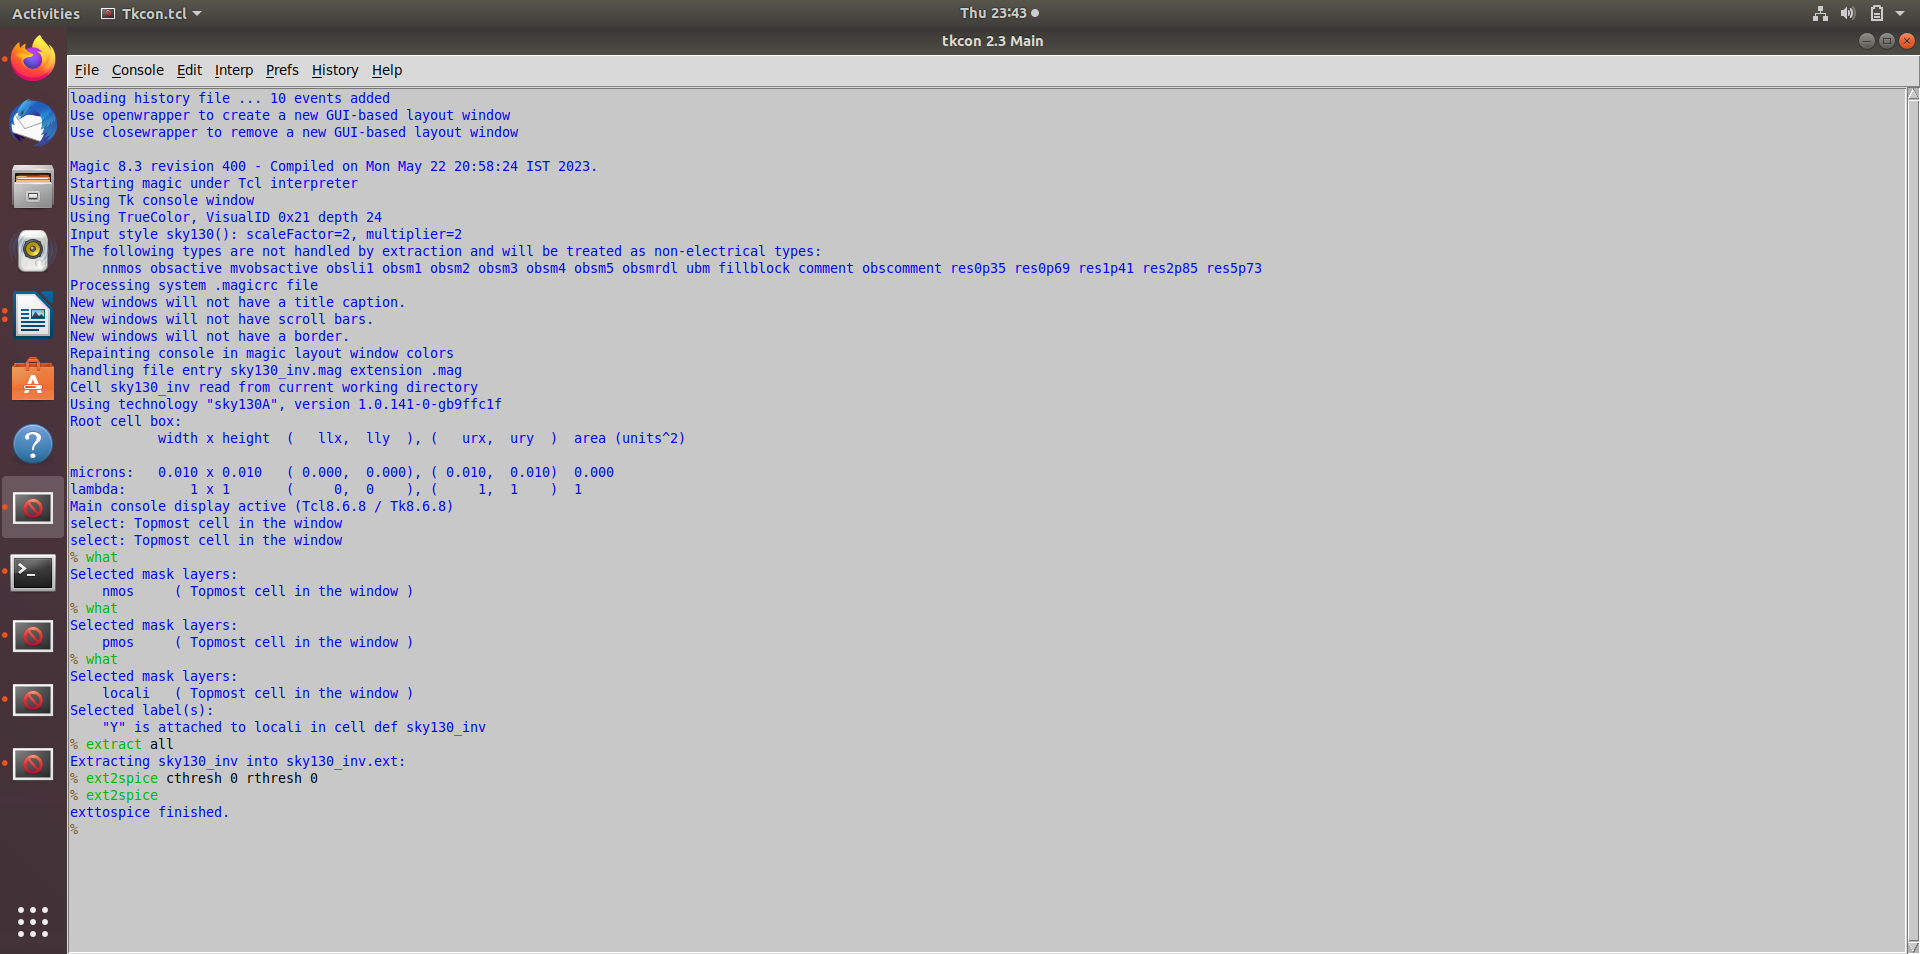 Activities Tkcon.tcl Thu 23:43
tkcon 2.3 Main
File Console Edit Interp Prefs History Help
loading history file ... 10 events added
Use openwrapper to create a new GUI-based layout window
Use closewrapper to remove a new GUI-based layout window
Magic 8.3 revision 400 - Compiled on Mon May 22 20:58:24 IST 2023.
Starting magic under Tcl interpreter
Using Tk console window
Using TrueColor, VisualID 0x21 depth 24
Input style sky130(): scaleFactor=2, multiplier=2
The following types are not handled by extraction and will be treated as non-electrical types:
nnmos obsactive mvobsactive obsli1 obsm1 obsm2 obsm3 obsm4 obsm5 obsmrdl ubm fillblock comment obscomment res0p35 res0p69 res1p41 res2p85 res5p73
Processing system .magicrc file
New windows will not have a title caption.
New windows will not have scroll bars.
New windows will not have a border.
Repainting console in magic layout window colors
handling file entry sky130_inv.mag extension .mag
Cell sky130_inv read from current working directory
Using technology "sky130A", version 1.0.141-0-gb9ffc1f
Root cell box:
width x height ( llx, lly ), ( urx, ury ) area (units^2)
microns: 0.010 x 0.010 ( 0.000, 0.000), ( 0.010, 0.010) 0.000
lambda: 1 x 1 ( 0, 0 ), ( 1, 1 ) 1
Main console display active (Tcl8.6.8 / Tk8.6.8)
select: Topmost cell in the window
select: Topmost cell in the window
% what
Selected mask layers:
nmos ( Topmost cell in the window )
% what
Selected mask layers:
pmos ( Topmost cell in the window )
% what
Selected mask layers:
locali ( Topmost cell in the window )
Selected label(s):
"Y" is attached to locali in cell def sky130_inv
% extract all
Extracting sky130_inv into sky130_inv.ext:
% ext2spice cthresh 0 rthresh 0
% ext2spice
exttospice finished.
%